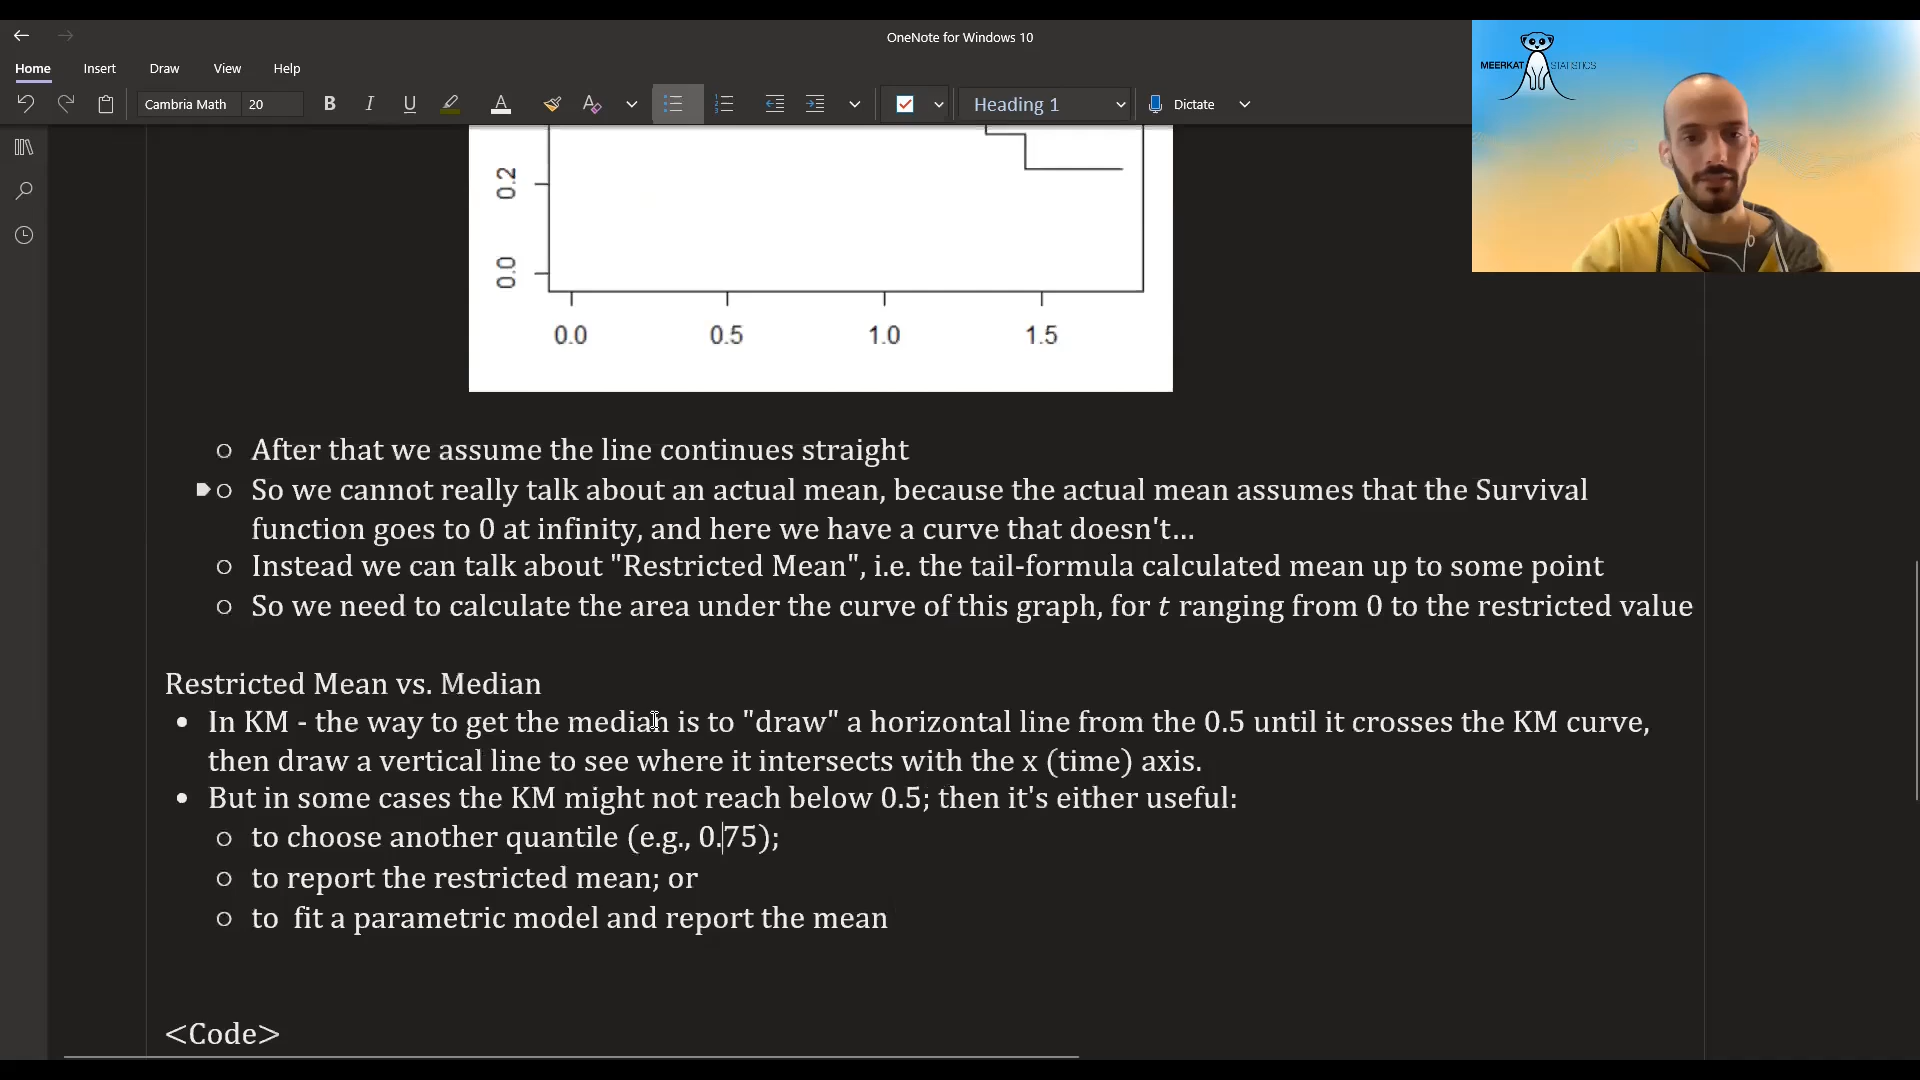 OneNote for Windows 10
Home Insert Draw View Help
Cambria Math 20 B I U A A Heading 1 Dictate
MEERKAT STATISTICS
0.2
0.0
0.0 0.5 1.0 1.5
After that we assume the line continues straight
So we cannot really talk about an actual mean, because the actual mean assumes that the Survival
function goes to 0 at infinity, and here we have a curve that doesn't...
Instead we can talk about "Restricted Mean", i.e. the tail-formula calculated mean up to some point
So we need to calculate the area under the curve of this graph, for t ranging from 0 to the restricted value
Restricted Mean vs. Median
In KM - the way to get the median is to "draw" a horizontal line from the 0.5 until it crosses the KM curve,
then draw a vertical line to see where it intersects with the x (time) axis.
But in some cases the KM might not reach below 0.5; then it's either useful:
to choose another quantile (e.g., 0.75);
to report the restricted mean; or
to fit a parametric model and report the mean
<Code>